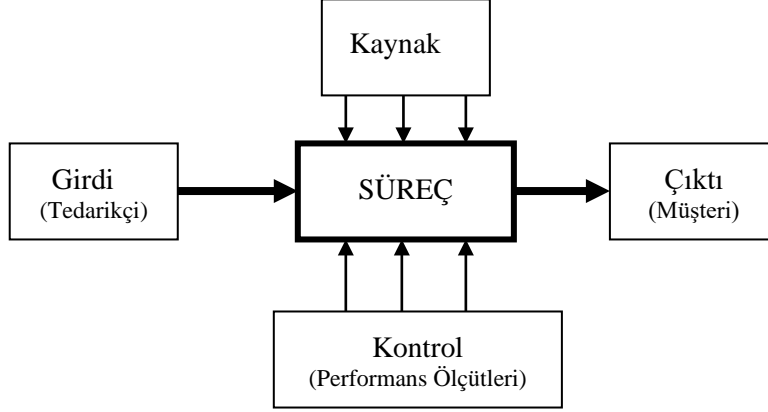 Kaynak
Girdi
(Tedarikçi)
SÜREÇ
Çıktı
(Müşteri)
Kontrol
(Performans Ölçütleri)